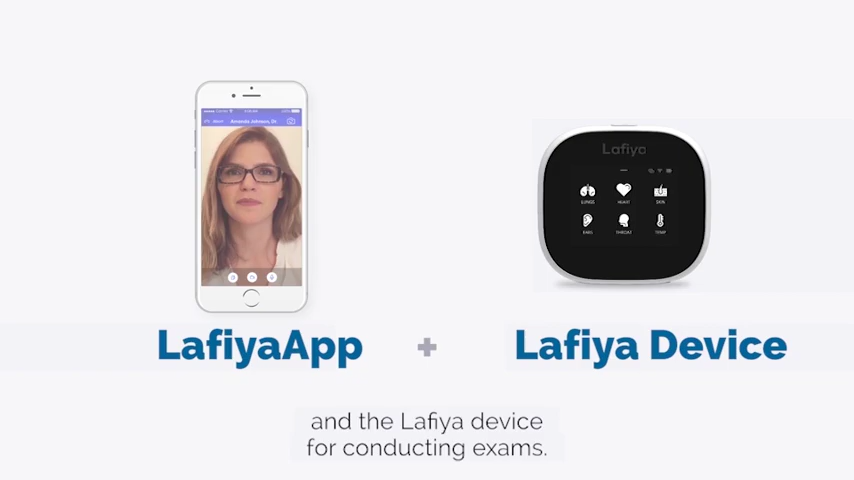 Amanda Johnson, Dr.
Lafiya
LUNGS HEART SKIN
EARS THROAT TEMP
LafiyaApp + Lafiya Device
and the Lafiya device
for conducting exams.